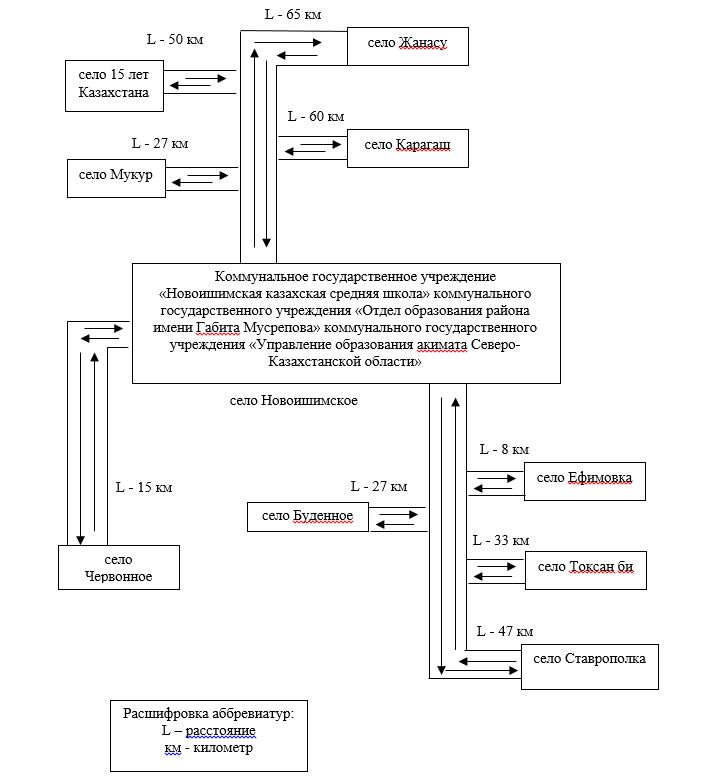 L - 65 км
L - 50 км
село Жанасу
село 15 лет
Казахстана
L - 60 км
L - 27 км
село Карагаш
село Мукур
Коммунальное государственное учреждение
«Новоишимская казахская средняя школа» коммунального
государственного учреждения «Отдел образования района
имени Габита Мусрепова» коммунального государственного
учреждения «Управление образования акимата Северо-
Казахстанской области»
село Новоишимское
L - 8 км
село Ефимовка
L - 15 км
L - 27 км
село Буденное
L - 33 км
село
Червонное
село Токсан би
L - 47 км
село Ставрополка
Расшифровка аббревиатур:
L – расстояние
км - километр